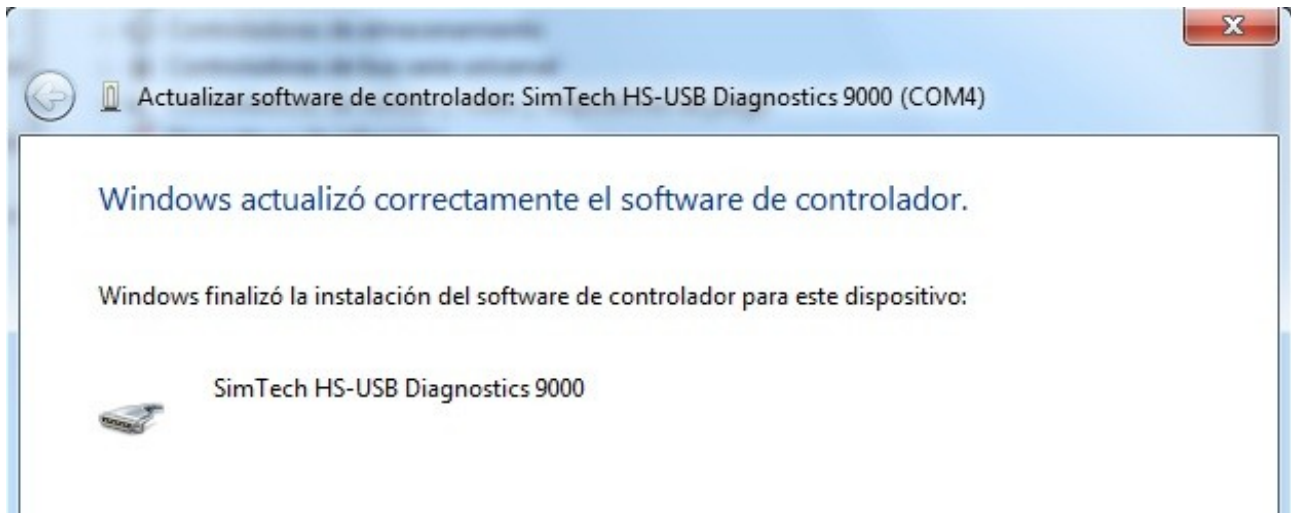 Actualizar software de controlador: SimTech HS-USB Diagnostics 9000 (COM4)
Windows actualizó correctamente el software de controlador.
Windows finalizó la instalación del software de controlador para este dispositivo:
SimTech HS-USB Diagnostics 9000